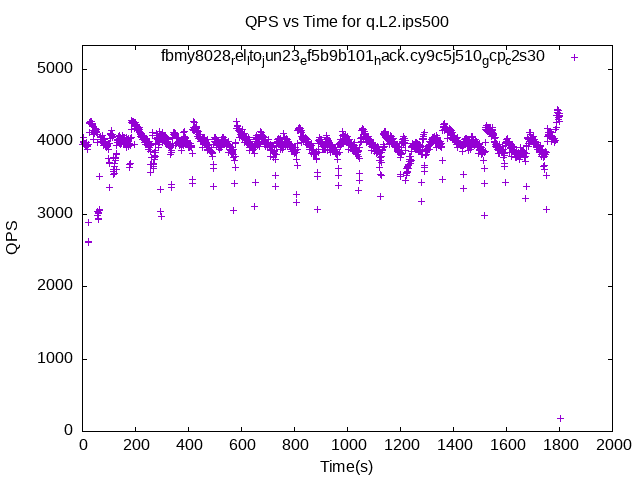 QPS vs Time for q.L2.ips500
fbmy8028relltojun23ef5b9b101hack.cy9c5j510gcpc2s30
5000
4000
3000
2000
1000
0
QPS
0 200 400 600 800 1000 1200 1400 1600 1800 2000
Time(s)